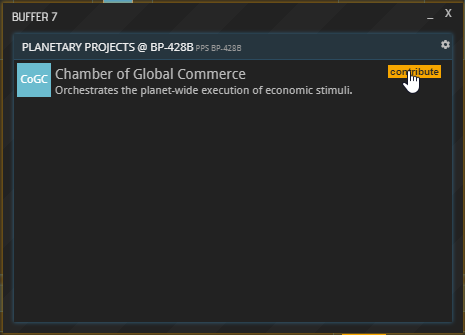 BUFFER 7
_ X
PLANETARY PROJECTS @ BP-428B PPS BP-428B
CoGC
Chamber of Global Commerce
contribute
Orchestrates the planet-wide execution of economic stimuli.